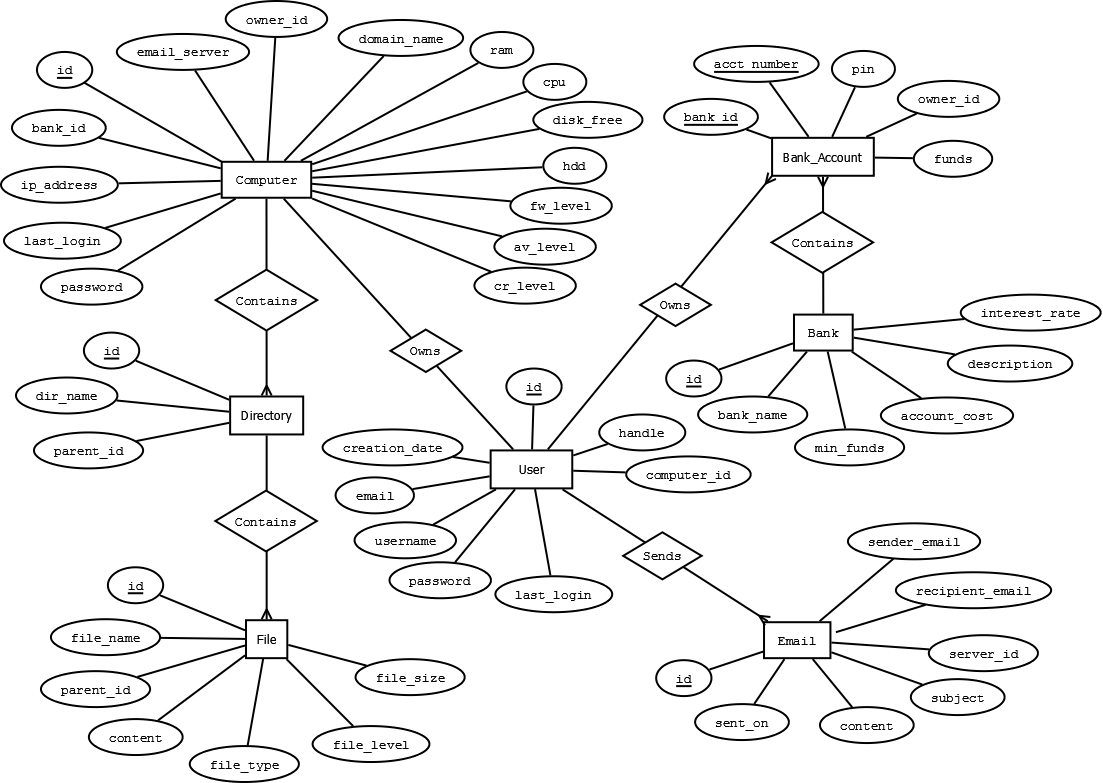 owner_id
email_server
domain_name
ram
id
cpu
bank_id
disk_free
Computer
hdd
ip_address
fw_level
last_login
av_level
password
cr_level
acct_number
pin
bank_id
owner_id
Bank_Account
funds
Contains
Contains
Owns
Owns
interest_rate
Bank
description
id
bank_name
account_cost
min_funds
id
dir_name
Directory
parent_id
id
handle
creation_date
User
computer_id
email
username
password
last_login
Contains
Sends
sender_email
recipient_email
Email
server_id
id
subject
sent_on
content
id
file_name
File
parent_id
file_size
content
file_level
file_type